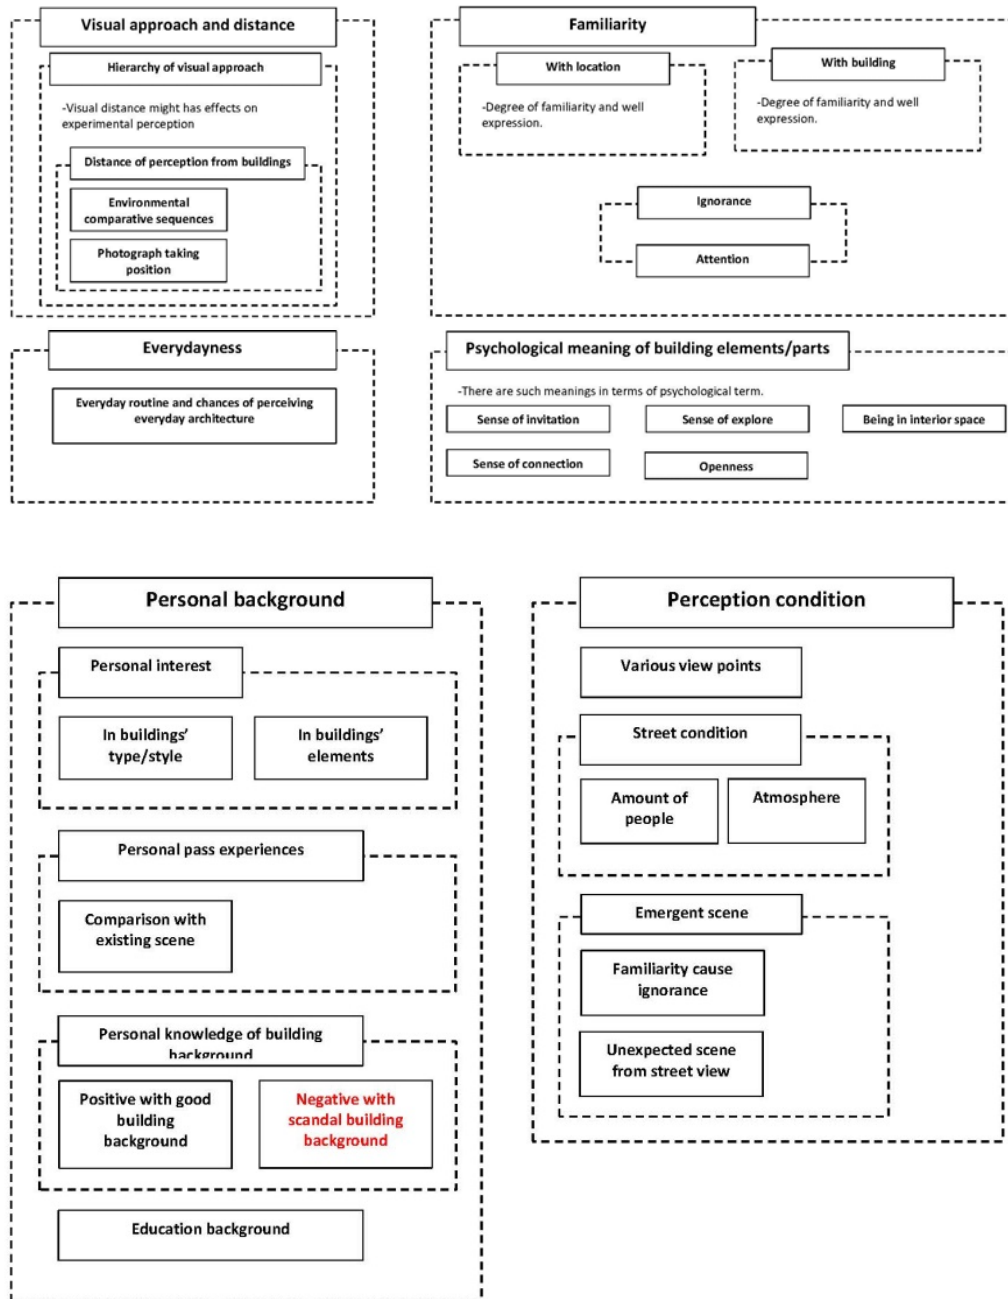 Visual approach and distance
Hierarchy of visual approach
-Visual distance might has effects on
experimental perception
Distance of perception from buildings
Environmental
comparative sequences
Photograph taking
position
Familiarity
With location
-Degree of familiarity and well
expression.
With building
-Degree of familiarity and well
expression.
Ignorance
Attention
Everydayness
Everyday routine and chances of perceiving
everyday architecture
Psychological meaning of building elements/parts
-There are such meanings in terms of psychological term.
Sense of invitation
Sense of explore
Being in interior space
Sense of connection
Openness
Personal background
Personal interest
In buildings’
type/style
In buildings’
elements
Personal pass experiences
Comparison with
existing scene
Personal knowledge of building
background
Positive with good
building
background
Negative with
scandal building
background
Education background
Perception condition
Various view points
Street condition
Amount of
people
Atmosphere
Emergent scene
Familiarity cause
ignorance
Unexpected scene
from street view